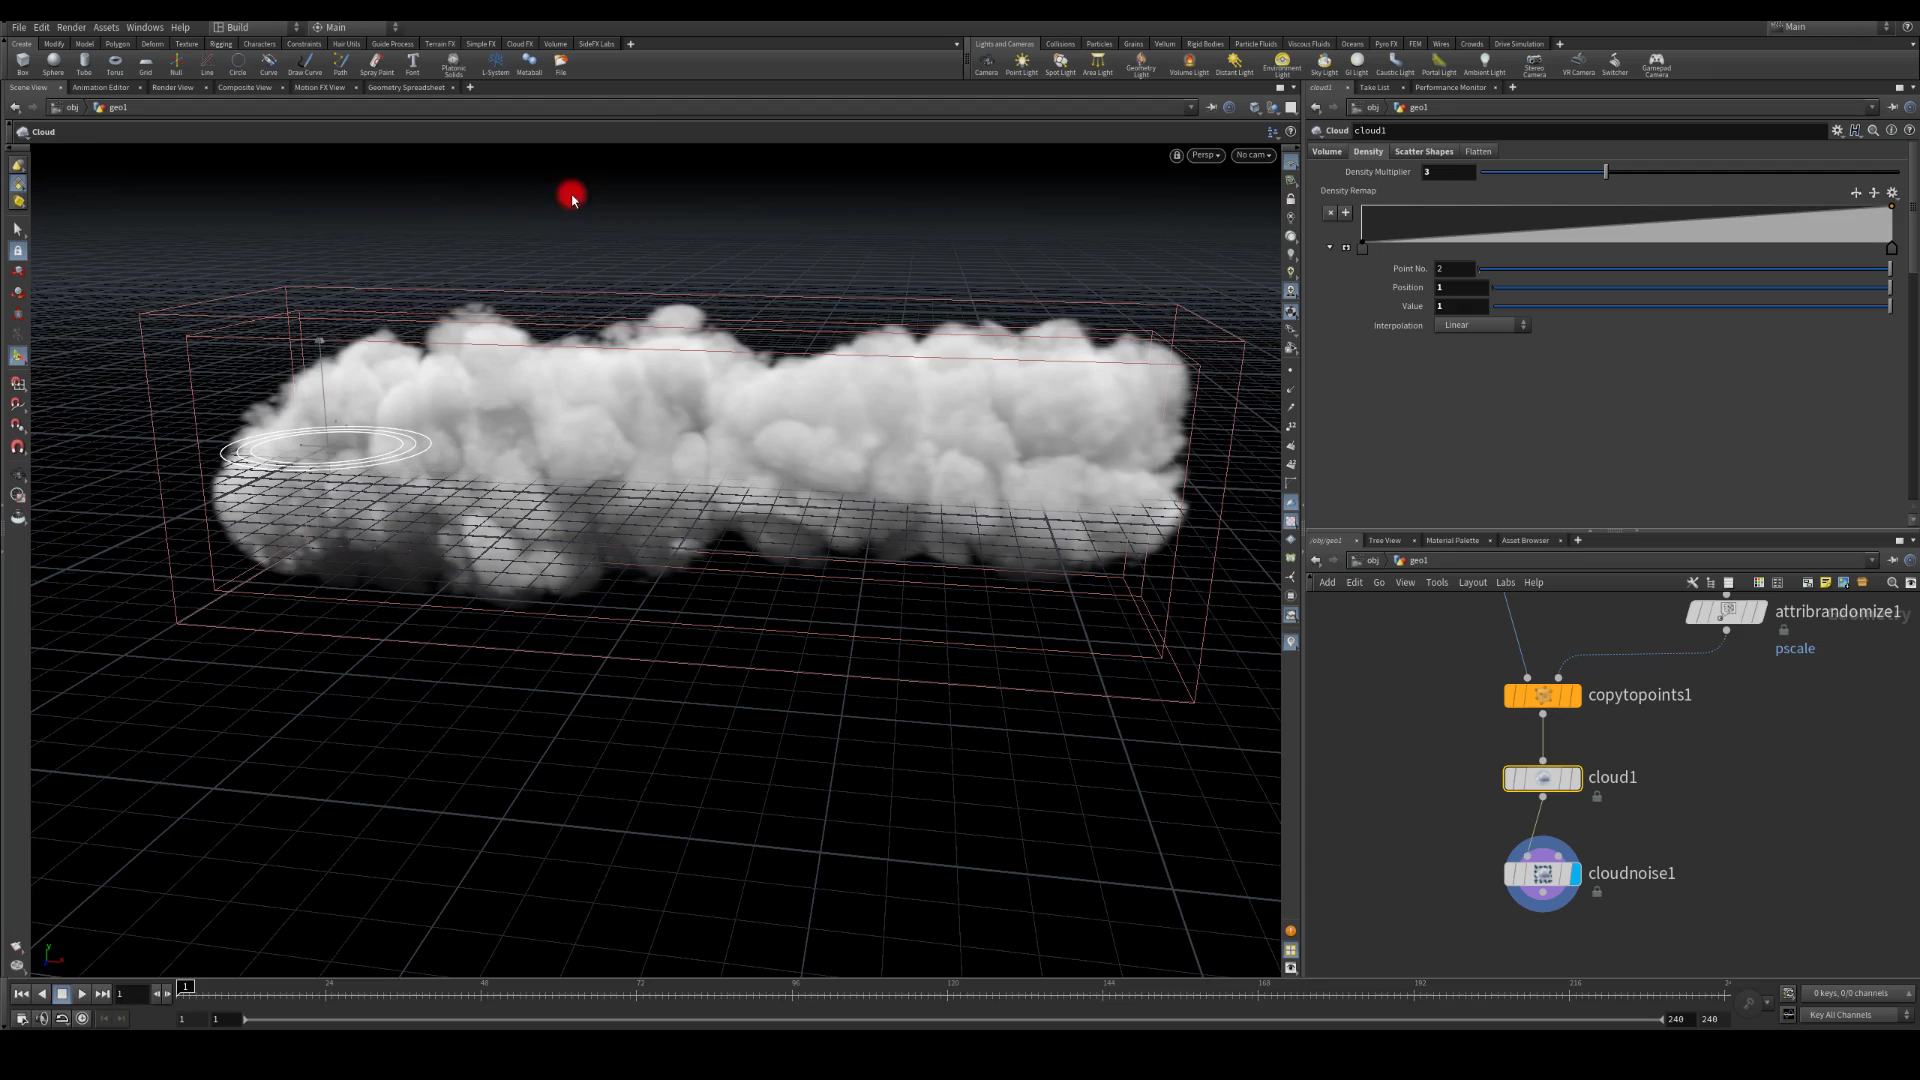 File Edit Render Assets Windows Help Build Main Main
Create Modify Model Polygon Deform Texture Rigging Characters Constraints Hair Utils Guide Process Terrain FX Simple FX Cloud FX Volume SideFX Labs
Lights and Cameras Collisions Particles Grains Vellum Rigid Bodies Particle Fluids Viscous Fluids Oceans Pyro FX FEM Wires Crowds Drive Simulation
Box Sphere Tube Torus Grid Null Line Circle Curve Draw Curve Path Spray Paint Font Platonic Solids L-System Metaball File
Camera Point Light Spot Light Area Light Geometry Light Volume Light Distant Light Environment Light Sky Light GI Light Caustic Light Portal Light Ambient Light Stereo Camera VR Camera Switcher Gamepad Camera
Scene View Animation Editor Render View Composite View Motion FX View Geometry Spreadsheet
obj geo1
Cloud
Persp No cam
cloud1 Take List Performance Monitor
obj geo1
Cloud cloud1
Volume Density Scatter Shapes Flatten
Density Multiplier 3
Density Remap
Point No. 2
Position 1
Value 1
Interpolation Linear
/obj/geo1 Tree View Material Palette Asset Browser
obj geo1
Add Edit Go View Tools Layout Labs Help
attribrandomize1
pscale
copytopoints1
cloud1
cloudnoise1
1 1 24 48 72 96 120 144 168 192 216
0 keys, 0/0 channels
1 1 240 240
Key All Channels